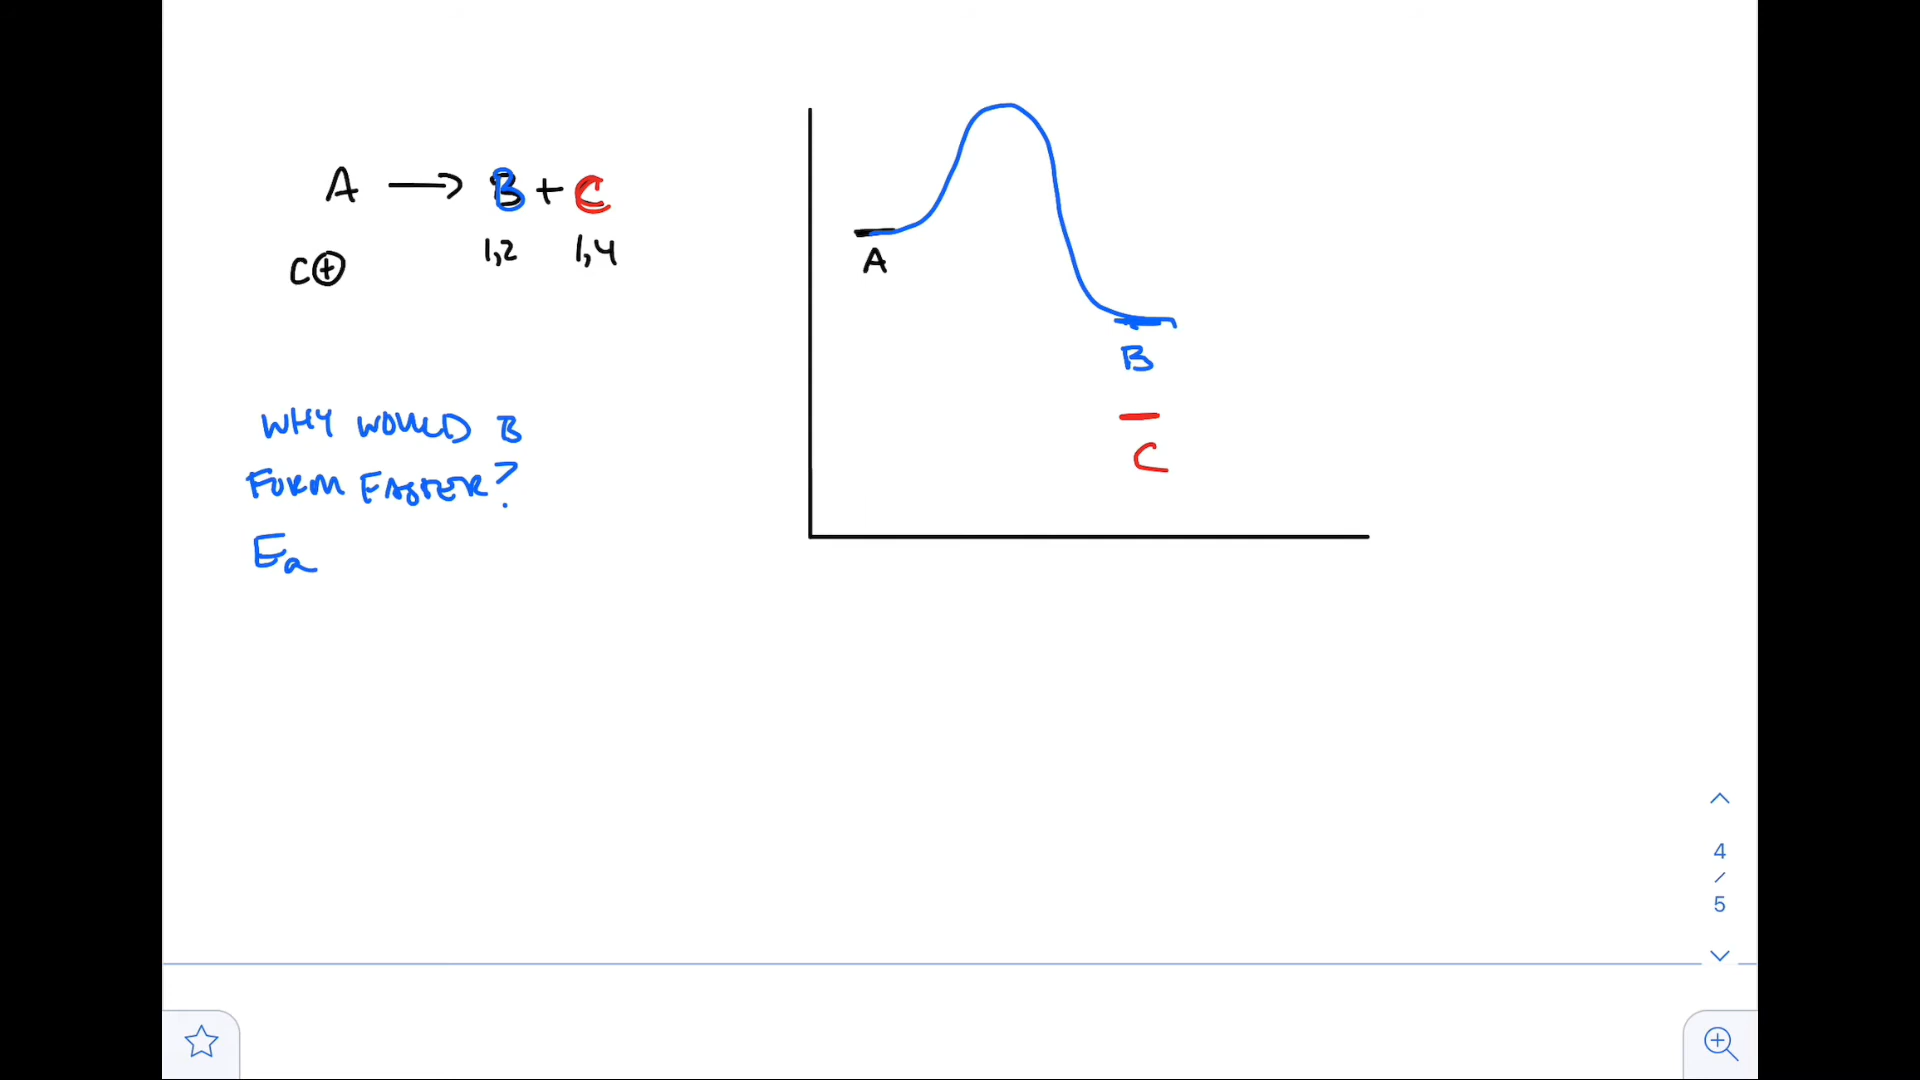 A → B + C
1,2 1,4
C⊕
WHY WOULD B
FORM FASTER?
Ea
A
B
C
4
/
5